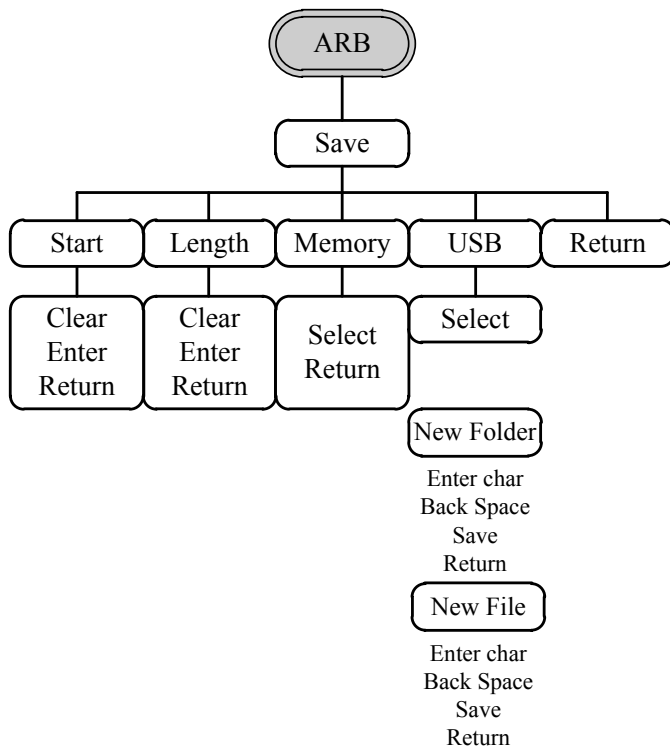 ARB
Save
Start
Length
Memory
USB
Return
Clear
Enter
Return
Clear
Enter
Return
Select
Return
Select
New Folder
Enter char
Back Space
Save
Return
New File
Enter char
Back Space
Save
Return